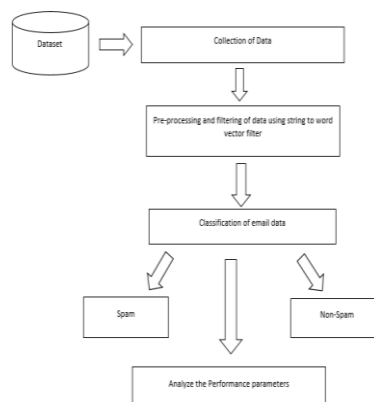 Dataset
Collection of Data
Pre-processing and filtering of data using string to word
vector filter
Classification of email data
Spam
Non-Spam
Analyze the Performance parameters